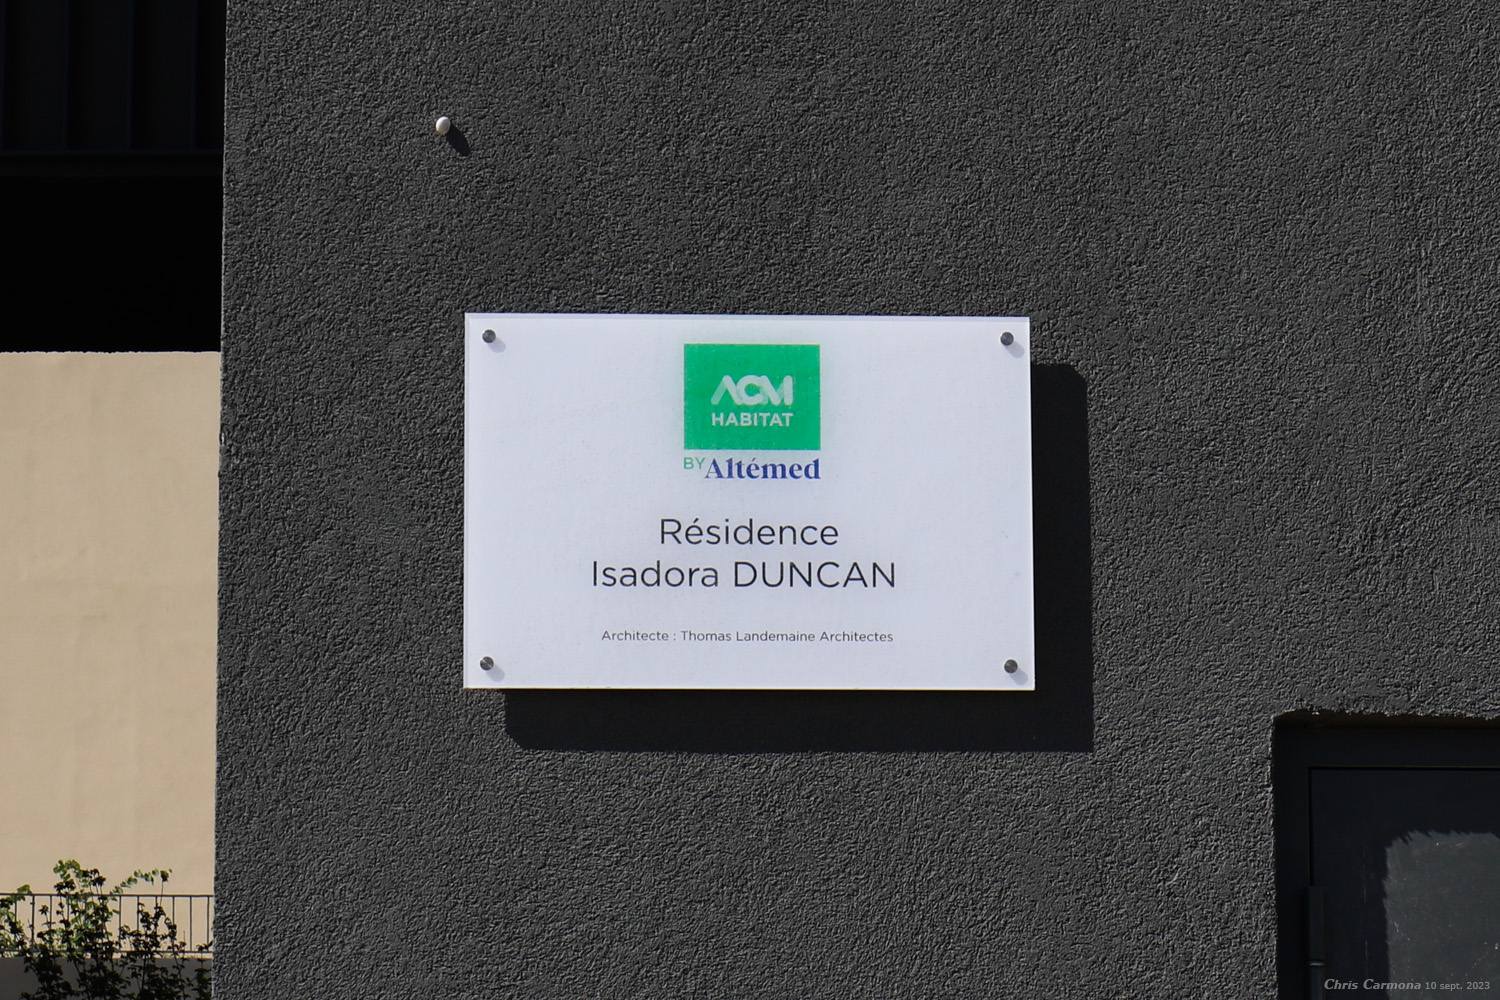 ACM
HABITAT
BY Altémed
Résidence
Isadora DUNCAN
Architecte : Thomas Landemaine Architectes
Chris Carmona 10 sept. 2023